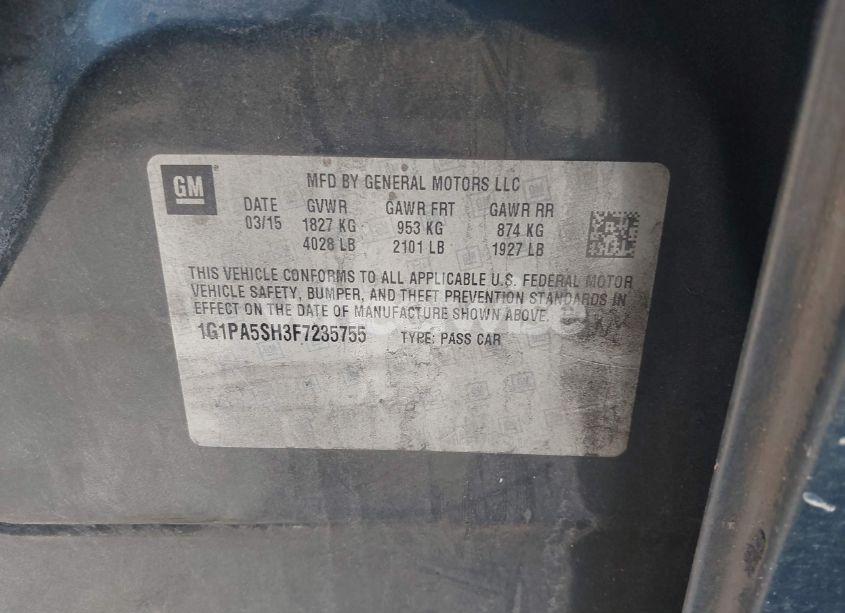 GM
MFD BY GENERAL MOTORS LLC
DATE GVWR GAWR FRT GAWR RR
03/15 1827 KG 953 KG 874 KG
4028 LB 2101 LB 1927 LB
THIS VEHICLE CONFORMS TO ALL APPLICABLE U.S. FEDERAL MOTOR
VEHICLE SAFETY, BUMPER, AND THEFT PREVENTION STANDARDS IN
EFFECT ON THE DATE OF MANUFACTURE SHOWN ABOVE.
1G1PA5SH3F7235755 TYPE: PASS CAR